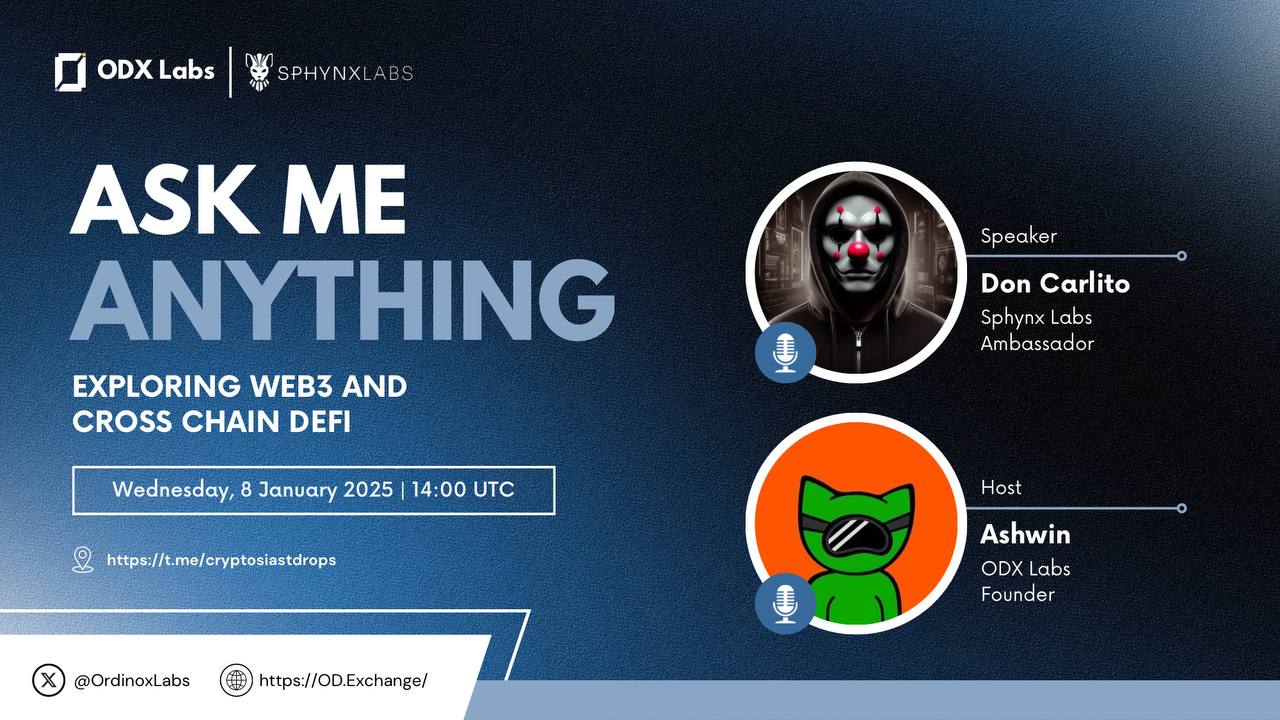 ODX Labs
SPHYNXLABS
ASK ME
ANYTHING
EXPLORING WEB3 AND
CROSS CHAIN DEFI
Wednesday, 8 January 2025 | 14:00 UTC
https://t.me/cryptosiastdrops
@OrdinoxLabs
https://OD.Exchange/
Speaker
Don Carlito
Sphynx Labs
Ambassador
Host
Ashwin
ODX Labs
Founder